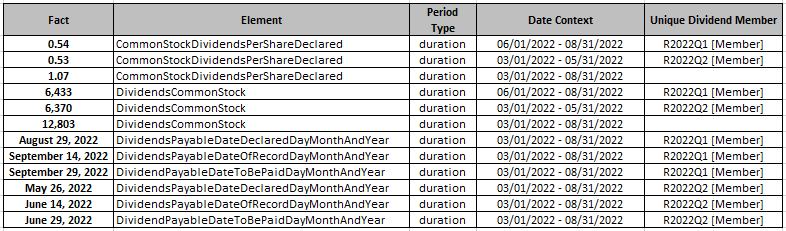 Fact Element Period Type Date Context Unique Dividend Member
0.54 CommonStockDividendsPerShareDeclared duration 06/01/2022 - 08/31/2022 R2022Q1 [Member]
0.53 CommonStockDividendsPerShareDeclared duration 03/01/2022 - 05/31/2022 R2022Q2 [Member]
1.07 CommonStockDividendsPerShareDeclared duration 03/01/2022 - 08/31/2022
6,433 DividendsCommonStock duration 06/01/2022 - 08/31/2022 R2022Q1 [Member]
6,370 DividendsCommonStock duration 03/01/2022 - 05/31/2022 R2022Q2 [Member]
12,803 DividendsCommonStock duration 03/01/2022 - 08/31/2022
August 29, 2022 DividendsPayableDateDeclaredDayMonthAndYear duration 03/01/2022 - 08/31/2022 R2022Q1 [Member]
September 14, 2022 DividendsPayableDateOfRecordDayMonthAndYear duration 03/01/2022 - 08/31/2022 R2022Q1 [Member]
September 29, 2022 DividendPayableDateToBePaidDayMonthAndYear duration 03/01/2022 - 08/31/2022 R2022Q1 [Member]
May 26, 2022 DividendsPayableDateDeclaredDayMonthAndYear duration 03/01/2022 - 08/31/2022 R2022Q2 [Member]
June 14, 2022 DividendsPayableDateOfRecordDayMonthAndYear duration 03/01/2022 - 08/31/2022 R2022Q2 [Member]
June 29, 2022 DividendPayableDateToBePaidDayMonthAndYear duration 03/01/2022 - 08/31/2022 R2022Q2 [Member]